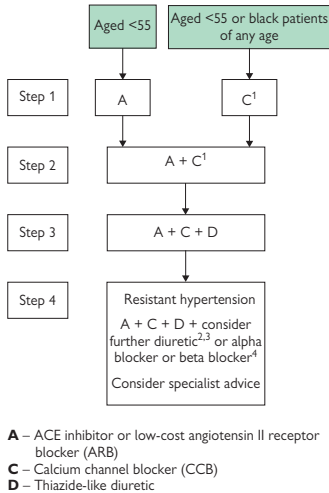 Aged <55
Aged <55 or black patients
of any age
Step 1
A
C¹
Step 2
A + C¹
Step 3
A + C + D
Step 4
Resistant hypertension
A + C + D + consider
further diuretic²,³ or alpha
blocker or beta blocker⁴
Consider specialist advice
A – ACE inhibitor or low-cost angiotensin II receptor
blocker (ARB)
C – Calcium channel blocker (CCB)
D – Thiazide-like diuretic